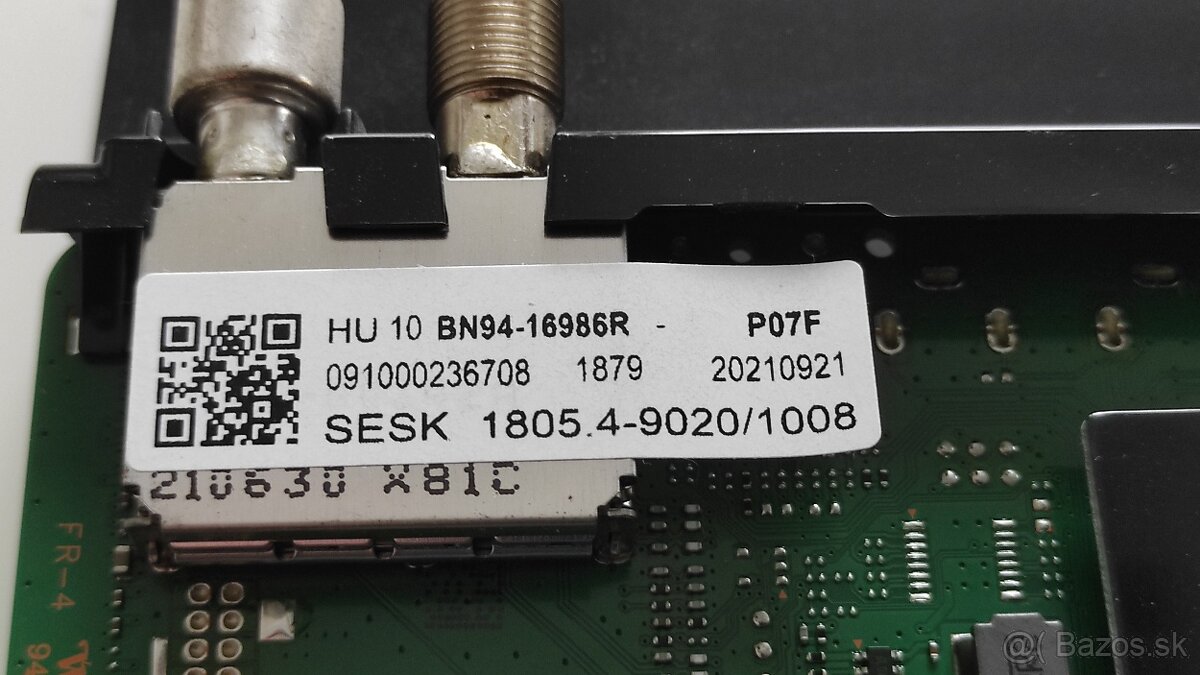 HU 10 BN94-16986R - P07F
091000236708 1879 20210921
SESK 1805.4-9020/1008
210630 X81C
FR-4
94
@( Bazos.sk